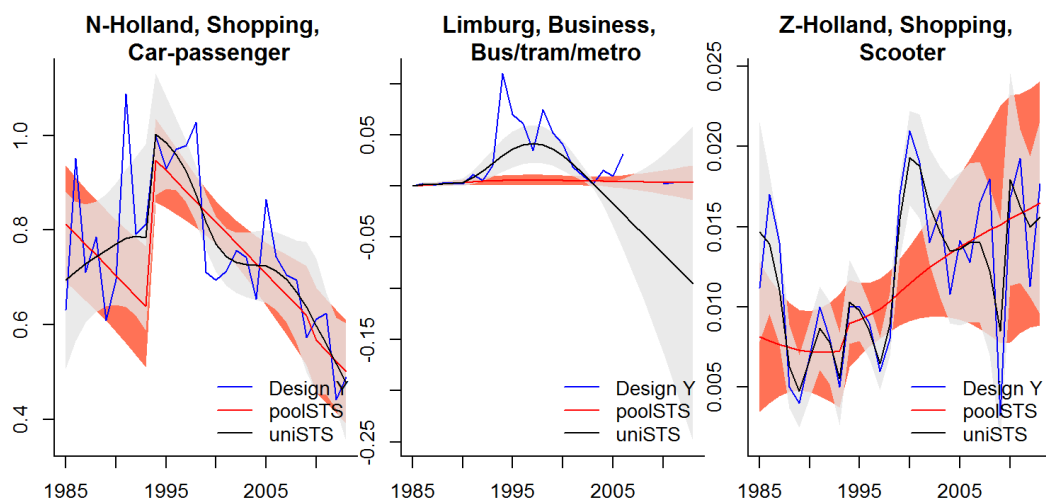 N-Holland, Shopping,
Car-passenger
1.0
0.8
0.6
0.4
Design Y
poolSTS
uniSTS
1985
1995
2005
Limburg, Business,
Bus/tram/metro
0.05
-0.05
-0.15
-0.25
Design Y
poolSTS
uniSTS
1985
1995
2005
Z-Holland, Shopping,
Scooter
0.025
0.020
0.015
0.010
0.005
Design Y
poolSTS
uniSTS
1985
1995
2005